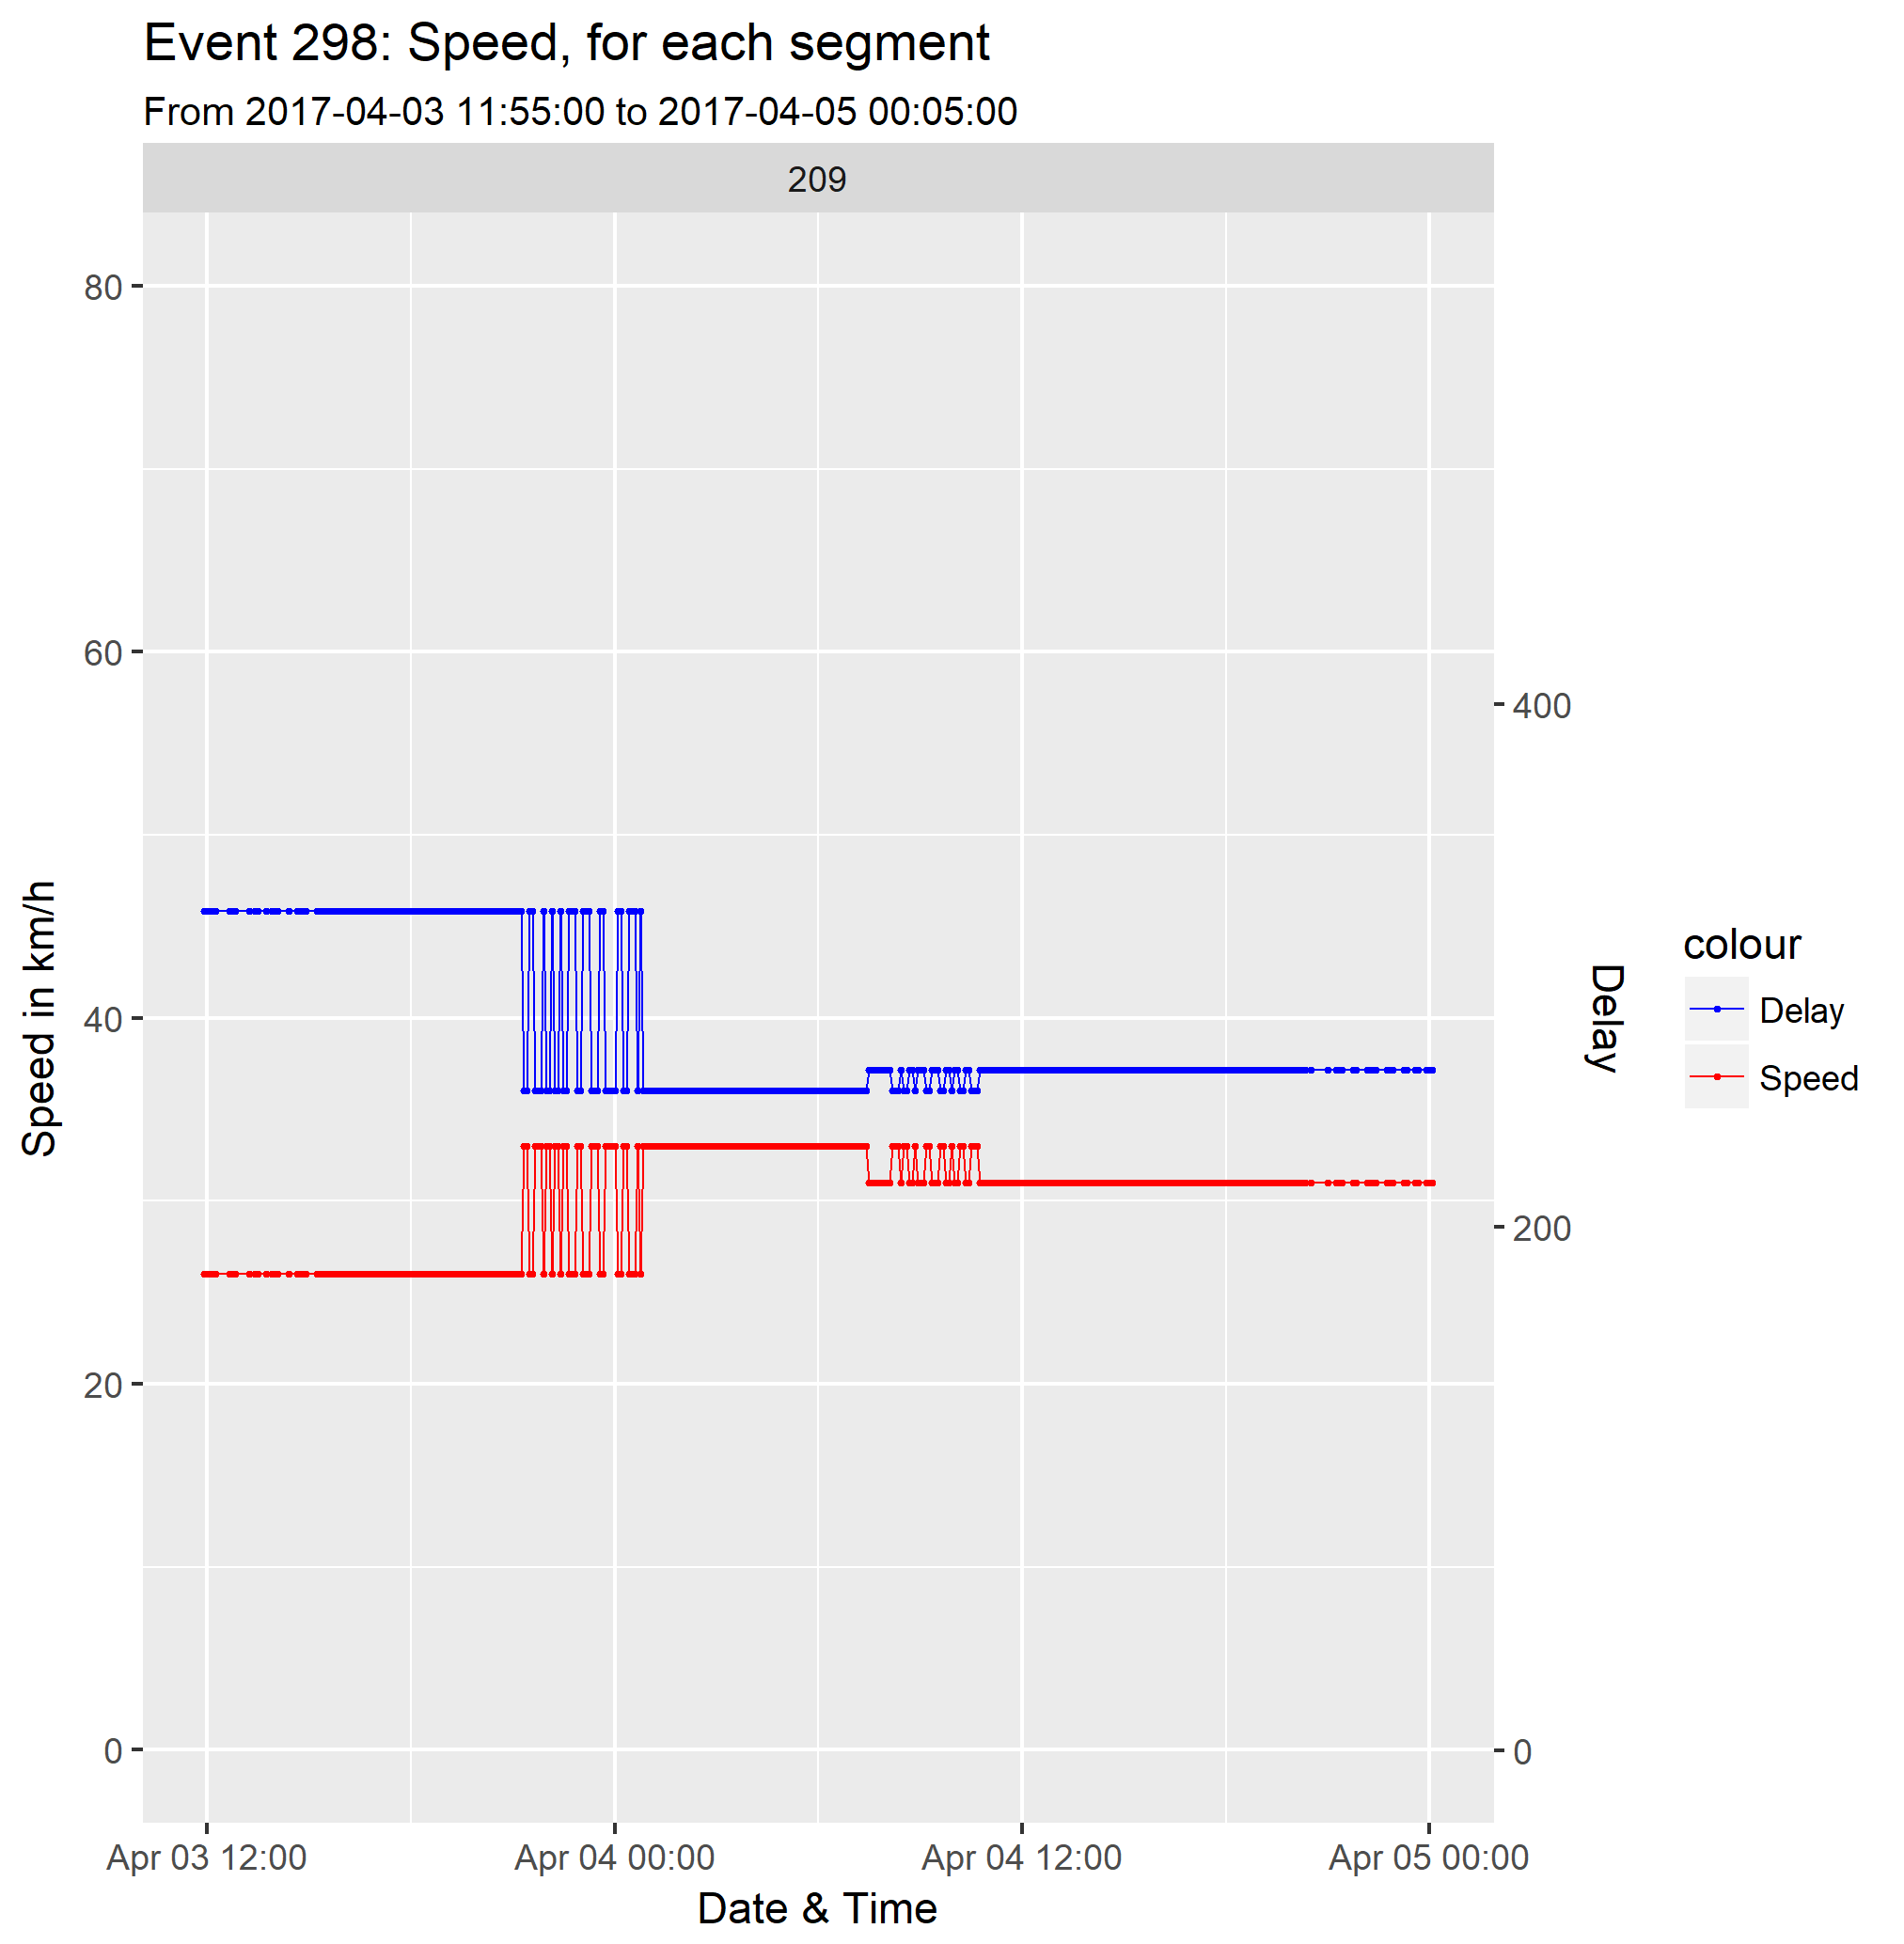 Event 298: Speed, for each segment
From 2017-04-03 11:55:00 to 2017-04-05 00:05:00
209
80
60
40
20
0
Speed in km/h
400
200
0
Delay
colour
Delay
Speed
Apr 03 12:00
Apr 04 00:00
Apr 04 12:00
Apr 05 00:00
Date & Time